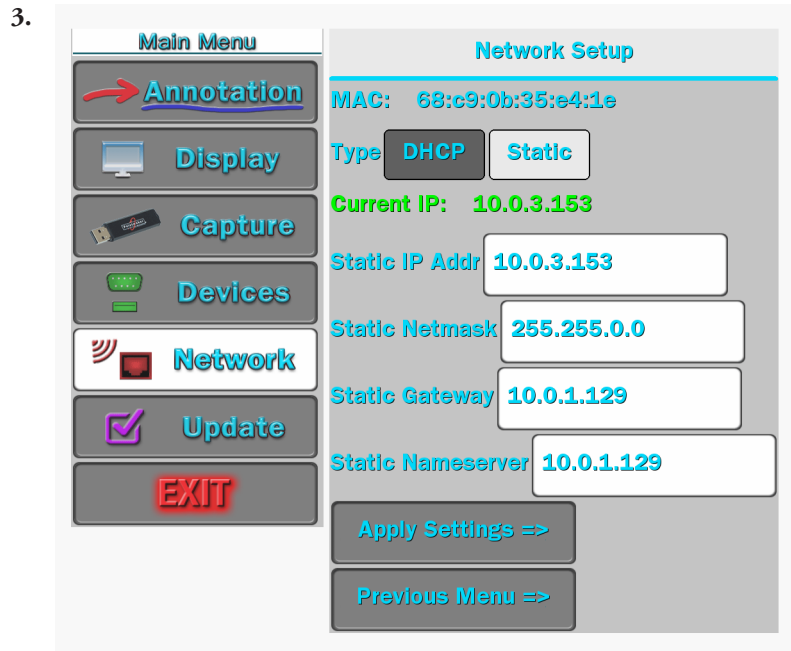 3.
Main Menu
Annotation
Display
Capture
Devices
Network
Update
EXIT
Network Setup
MAC: 68:c9:0b:35:e4:1e
Type DHCP Static
Current IP: 10.0.3.153
Static IP Addr 10.0.3.153
Static Netmask 255.255.0.0
Static Gateway 10.0.1.129
Static Nameserver 10.0.1.129
Apply Settings =>
Previous Menu =>